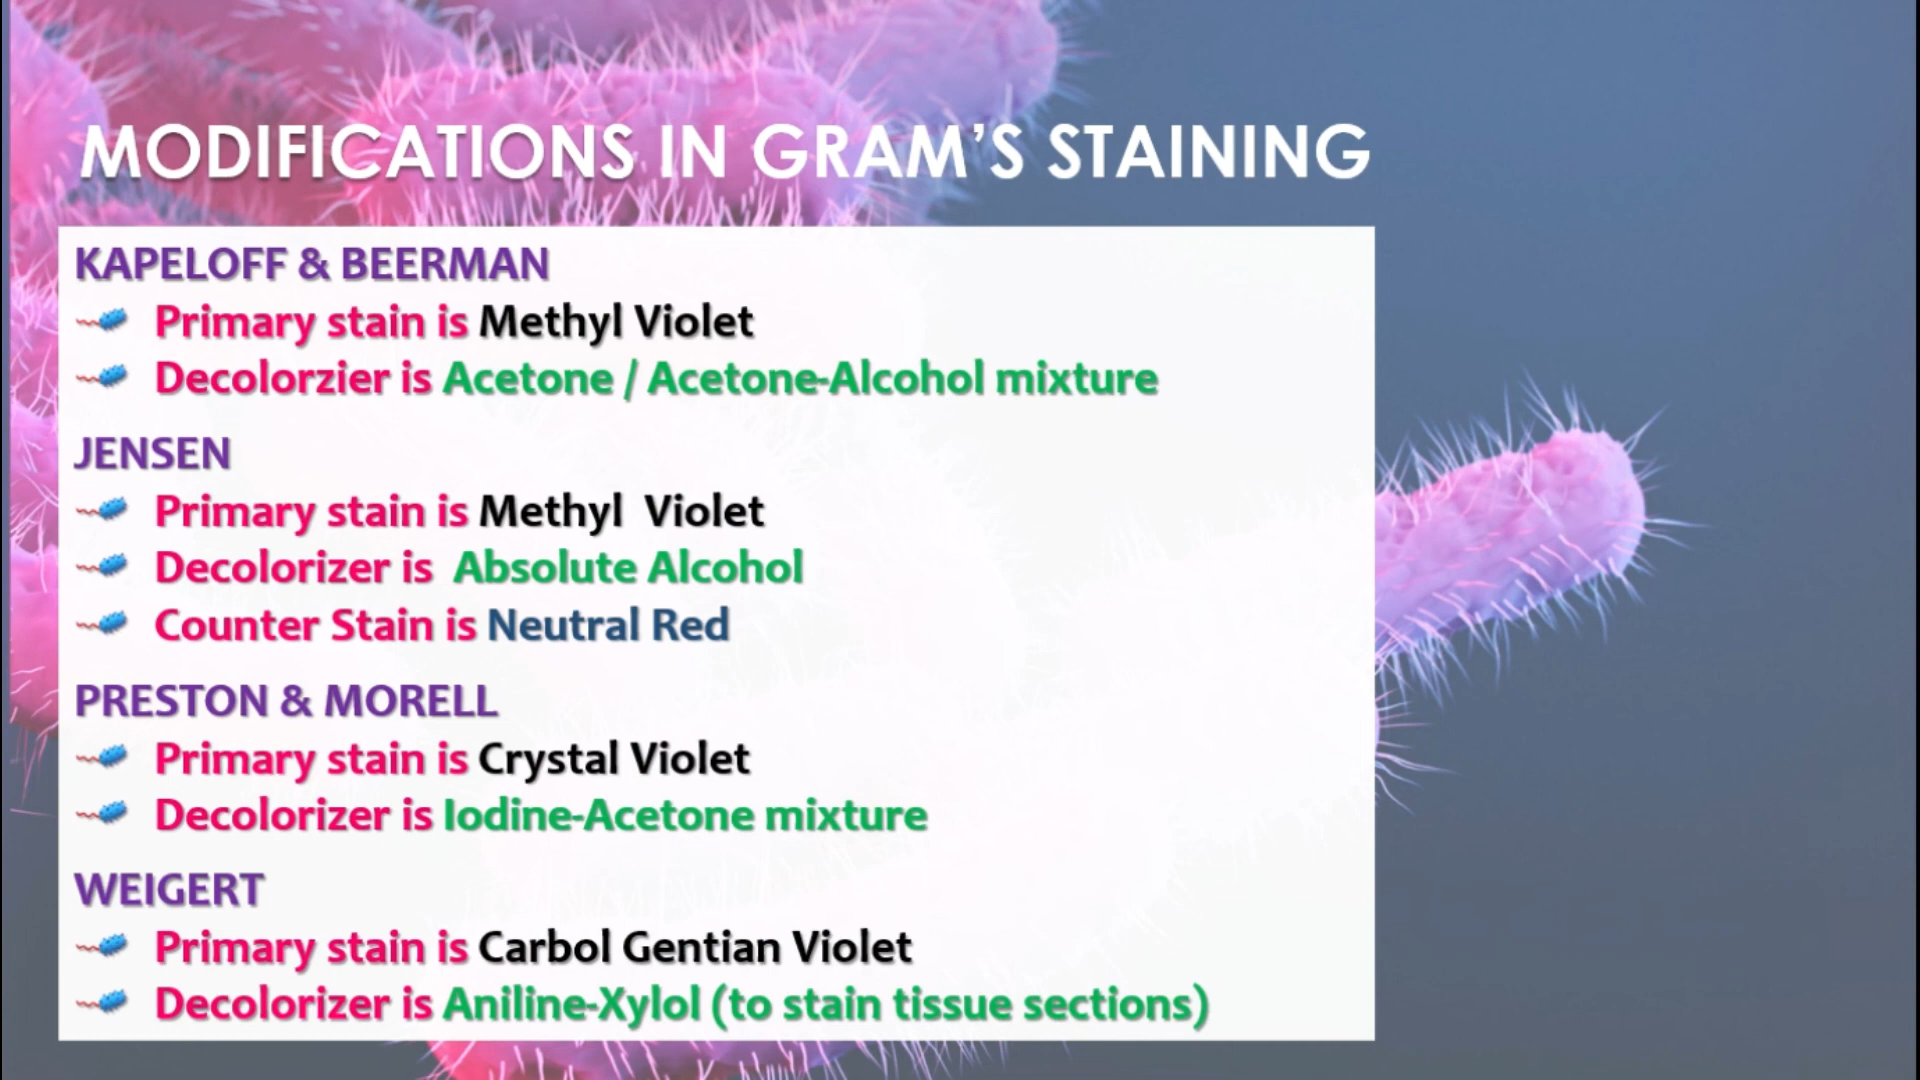 MODIFICATIONS IN GRAM'S STAINING
KAPELOFF & BEERMAN
Primary stain is Methyl Violet
Decolorzier is Acetone / Acetone-Alcohol mixture
JENSEN
Primary stain is Methyl Violet
Decolorizer is Absolute Alcohol
Counter Stain is Neutral Red
PRESTON & MORELL
Primary stain is Crystal Violet
Decolorizer is Iodine-Acetone mixture
WEIGERT
Primary stain is Carbol Gentian Violet
Decolorizer is Aniline-Xylol (to stain tissue sections)